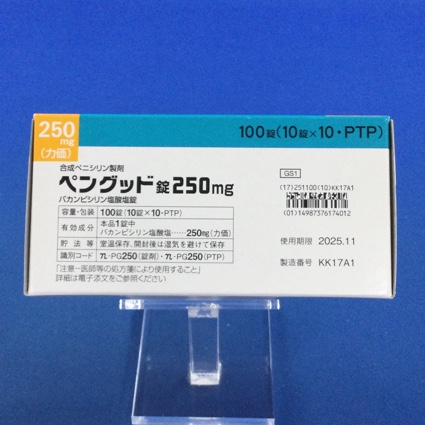 250
mg
(力価)
100錠(10錠×10・PTP)
合成ペニシリン製剤
ペングッド錠250mg
バカンピシリン塩酸塩錠
容量・包装 100錠(10錠×10・PTP)
有効成分 本品1錠中
バカンピシリン塩酸塩……250mg(力価)
貯法等 室温保存、開封後は湿気を避けて保存
識別コード PG250(錠剤)・PG250(PTP)
「注意-医師等の処方箋により使用すること」
詳細は電子添文をご参照ください
GS1
(17)251100(10)KK17A1
(01)14987376174012
使用期限 2025.11
製造番号 KK17A1